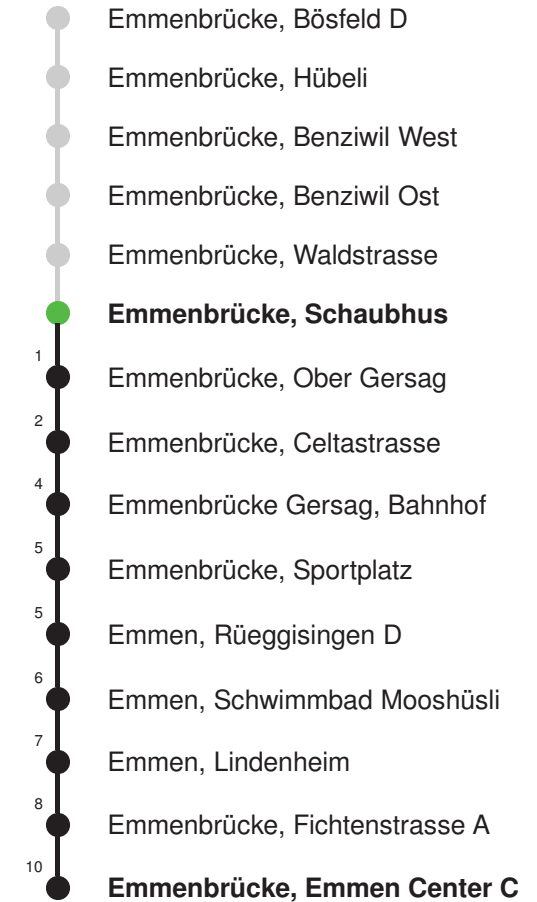 Emmenbrücke, Bösfeld D
Emmenbrücke, Hübeli
Emmenbrücke, Benziwil West
Emmenbrücke, Benziwil Ost
Emmenbrücke, Waldstrasse
Emmenbrücke, Schaubhus
1 Emmenbrücke, Ober Gersag
2 Emmenbrücke, Celtastrasse
4 Emmenbrücke Gersag, Bahnhof
5 Emmenbrücke, Sportplatz
5 Emmen, Rüeggisingen D
6 Emmen, Schwimmbad Mooshüsli
7 Emmen, Lindenheim
8 Emmenbrücke, Fichtenstrasse A
10 Emmenbrücke, Emmen Center C